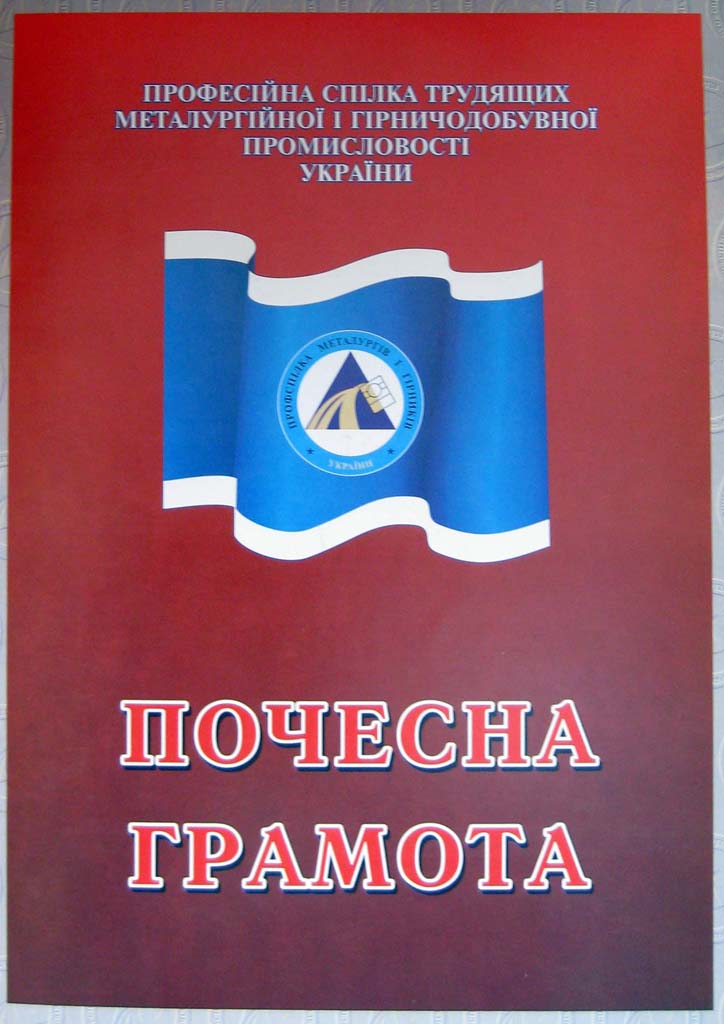 ПРОФЕСІЙНА СПІЛКА ТРУДЯЩИХ
МЕТАЛУРГІЙНОЇ І ГІРНИЧОДОБУВНОЇ
ПРОМИСЛОВОСТІ
УКРАЇНИ
ПРОФСПІЛКА МЕТАЛУРГІВ І ГІРНИКІВ
УКРАЇНИ
ПОЧЕСНА
ГРАМОТА